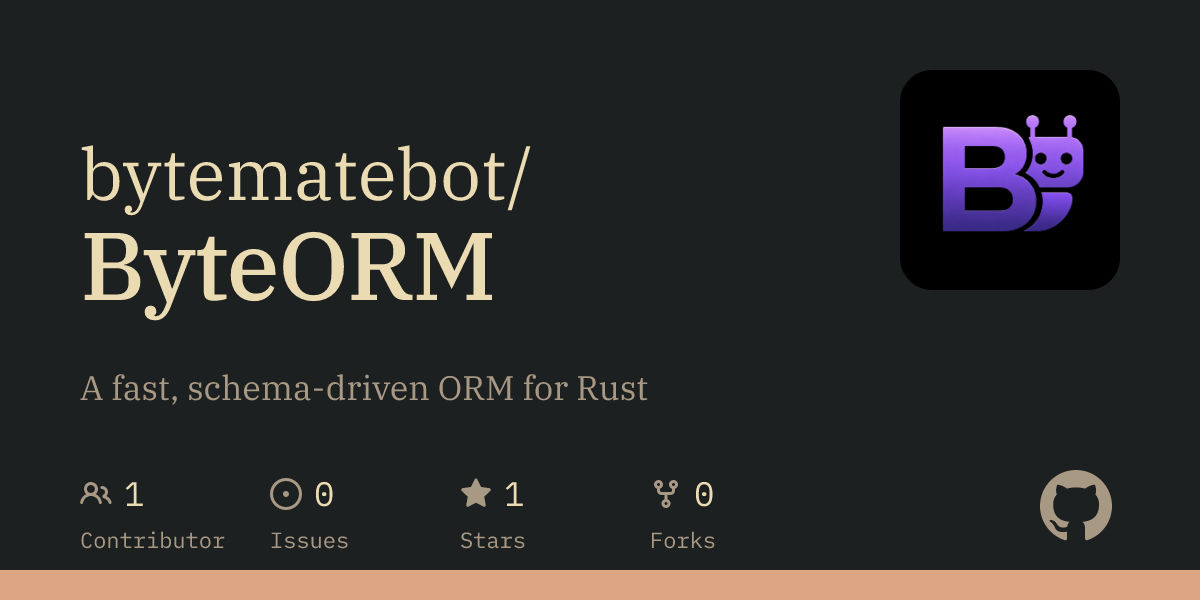 bytematebot/
ByteORM
B
A fast, schema-driven ORM for Rust
1 0 1 0
Contributor Issues Stars Forks